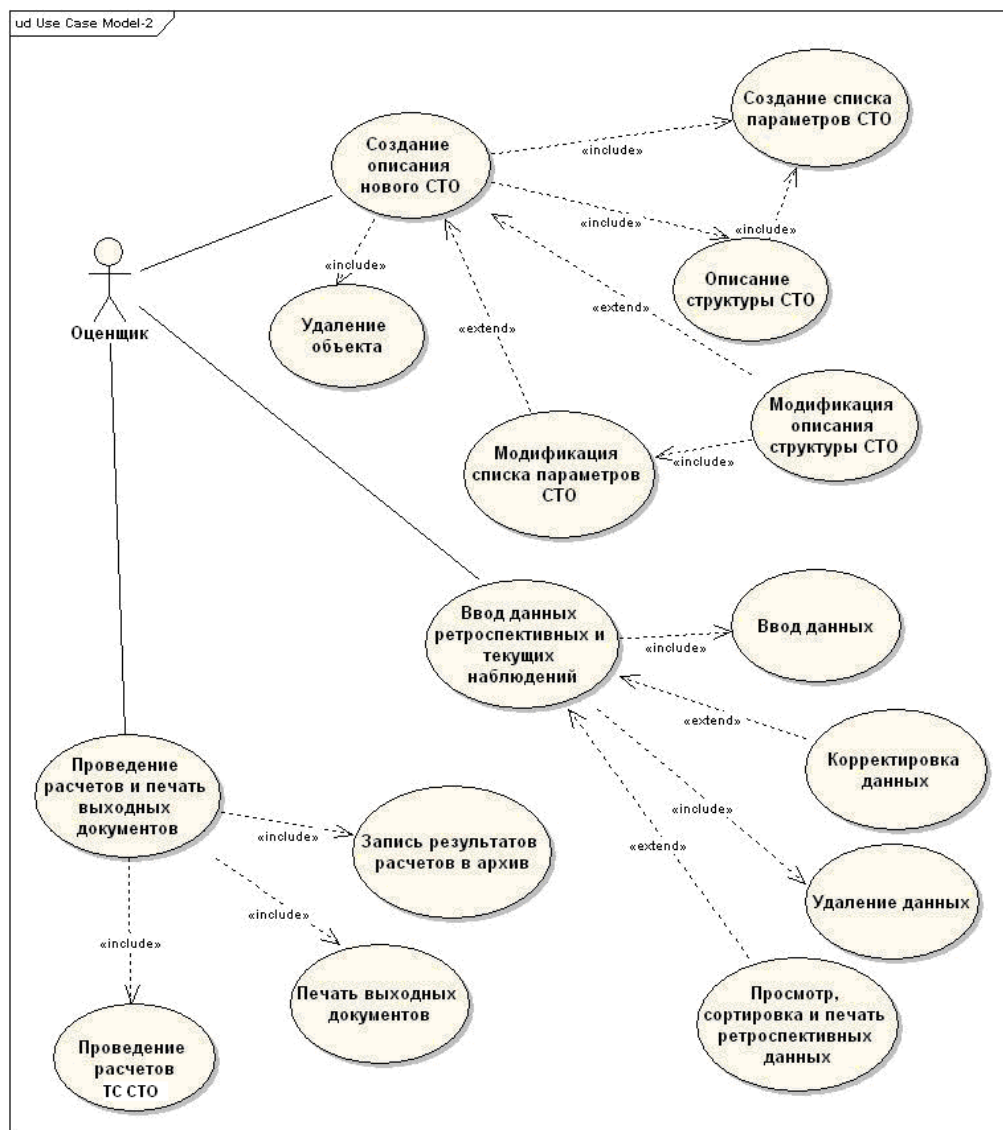 ud Use Case Model-2
Создание списка
параметров СТО
Создание
описания
нового СТО
«include»
«include»
«include»
«include»
Описание
структуры СТО
Оценщик
Удаление
объекта
«extend»
«extend»
Модификация
описания
структуры СТО
Модификация
списка параметров
СТО
«include»
Ввод данных
ретроспективных и
текущих
наблюдений
«include»
Ввод данных
«extend»
Корректировка
данных
Проведение
расчетов и печать
выходных
документов
«include»
«include»
Запись результатов
расчетов в архив
«extend»
Удаление данных
«include»
«include»
Печать выходных
документов
Просмотр,
сортировка и печать
ретроспективных
данных
Проведение
расчетов
ТС СТО